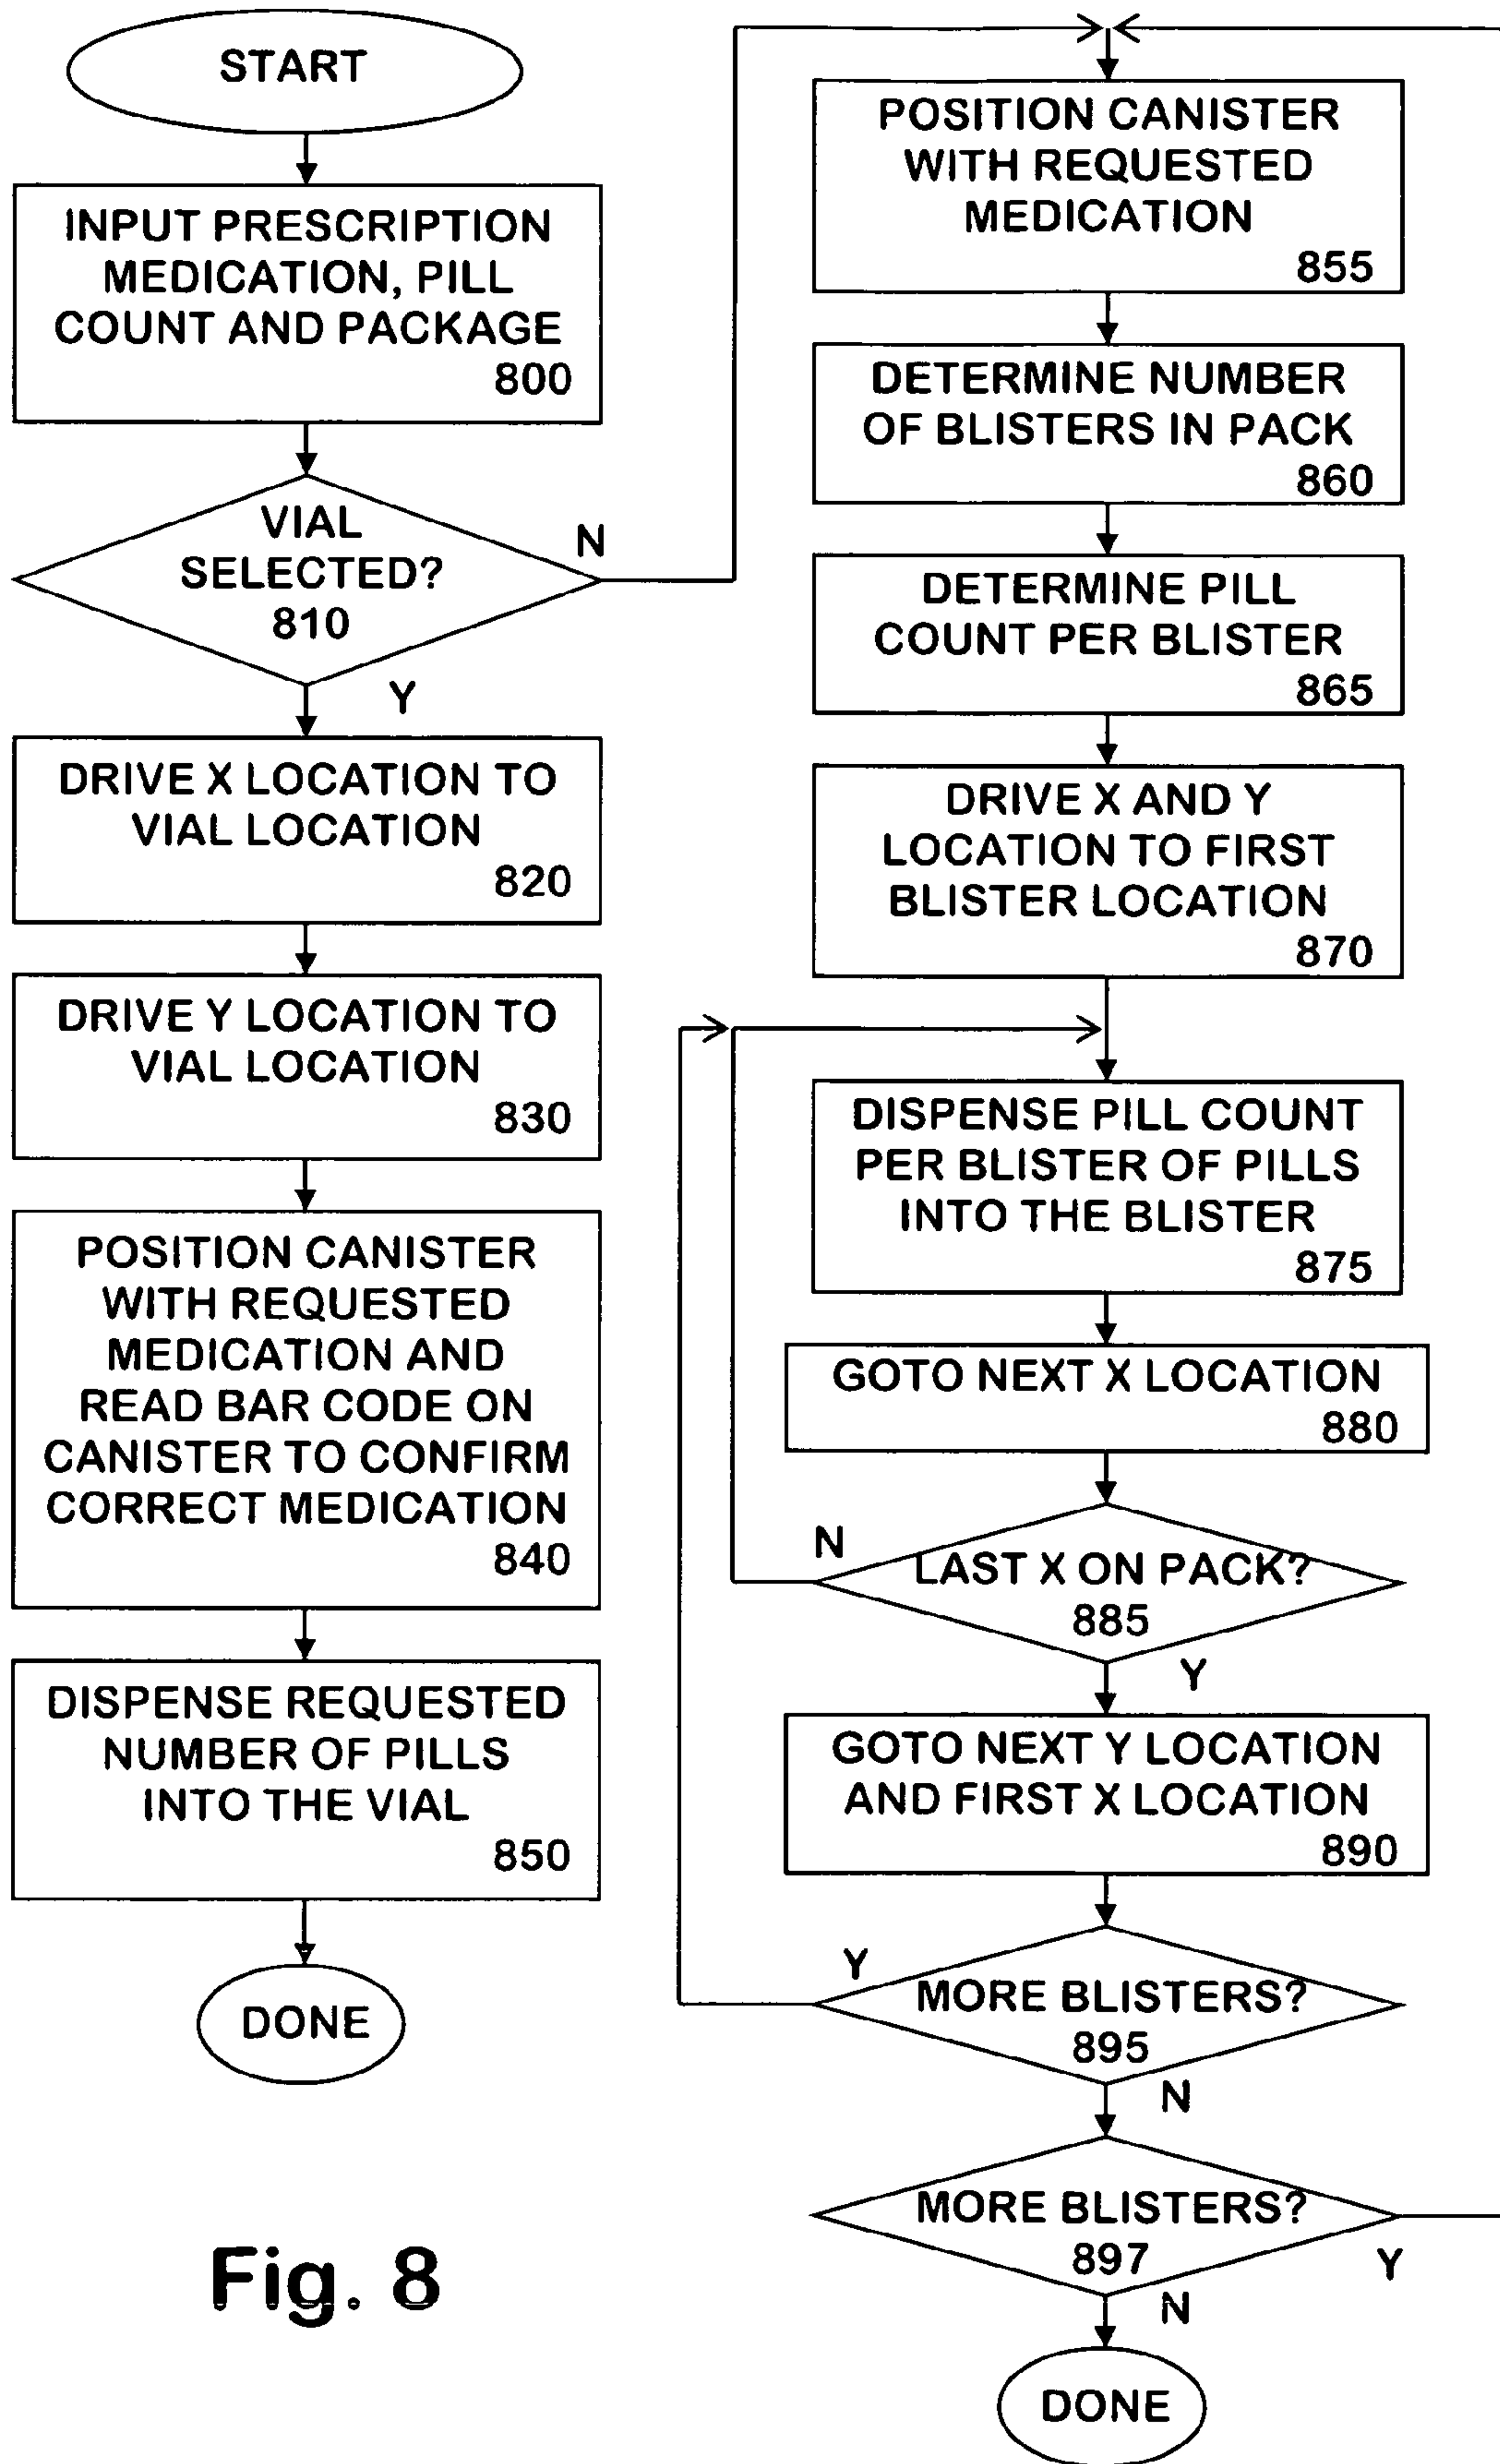 START
INPUT PRESCRIPTION
MEDICATION, PILL
COUNT AND PACKAGE
800
VIAL
SELECTED?
810
N
Y
DRIVE X LOCATION TO
VIAL LOCATION
820
DRIVE Y LOCATION TO
VIAL LOCATION
830
POSITION CANISTER
WITH REQUESTED
MEDICATION AND
READ BAR CODE ON
CANISTER TO CONFIRM
CORRECT MEDICATION
840
DISPENSE REQUESTED
NUMBER OF PILLS
INTO THE VIAL
850
DONE
POSITION CANISTER
WITH REQUESTED
MEDICATION
855
DETERMINE NUMBER
OF BLISTERS IN PACK
860
DETERMINE PILL
COUNT PER BLISTER
865
DRIVE X AND Y
LOCATION TO FIRST
BLISTER LOCATION
870
DISPENSE PILL COUNT
PER BLISTER OF PILLS
INTO THE BLISTER
875
GOTO NEXT X LOCATION
880
N
LAST X ON PACK?
885
Y
GOTO NEXT Y LOCATION
AND FIRST X LOCATION
890
Y
MORE BLISTERS?
895
N
MORE BLISTERS?
897
Y
N
DONE
Fig. 8